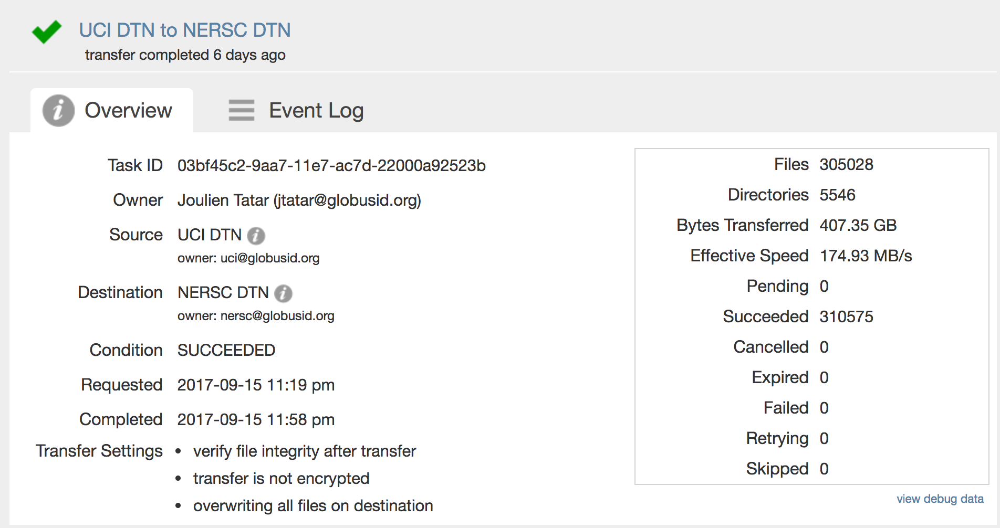 UCI DTN to NERSC DTN
transfer completed 6 days ago
Overview
Event Log
Task ID 03bf45c2-9aa7-11e7-ac7d-22000a92523b
Owner Joulien Tatar (jtatar@globusid.org)
Source UCI DTN
owner: uci@globusid.org
Destination NERSC DTN
owner: nersc@globusid.org
Condition SUCCEEDED
Requested 2017-09-15 11:19 pm
Completed 2017-09-15 11:58 pm
Transfer Settings • verify file integrity after transfer
• transfer is not encrypted
• overwriting all files on destination
Files 305028
Directories 5546
Bytes Transferred 407.35 GB
Effective Speed 174.93 MB/s
Pending 0
Succeeded 310575
Cancelled 0
Expired 0
Failed 0
Retrying 0
Skipped 0
view debug data